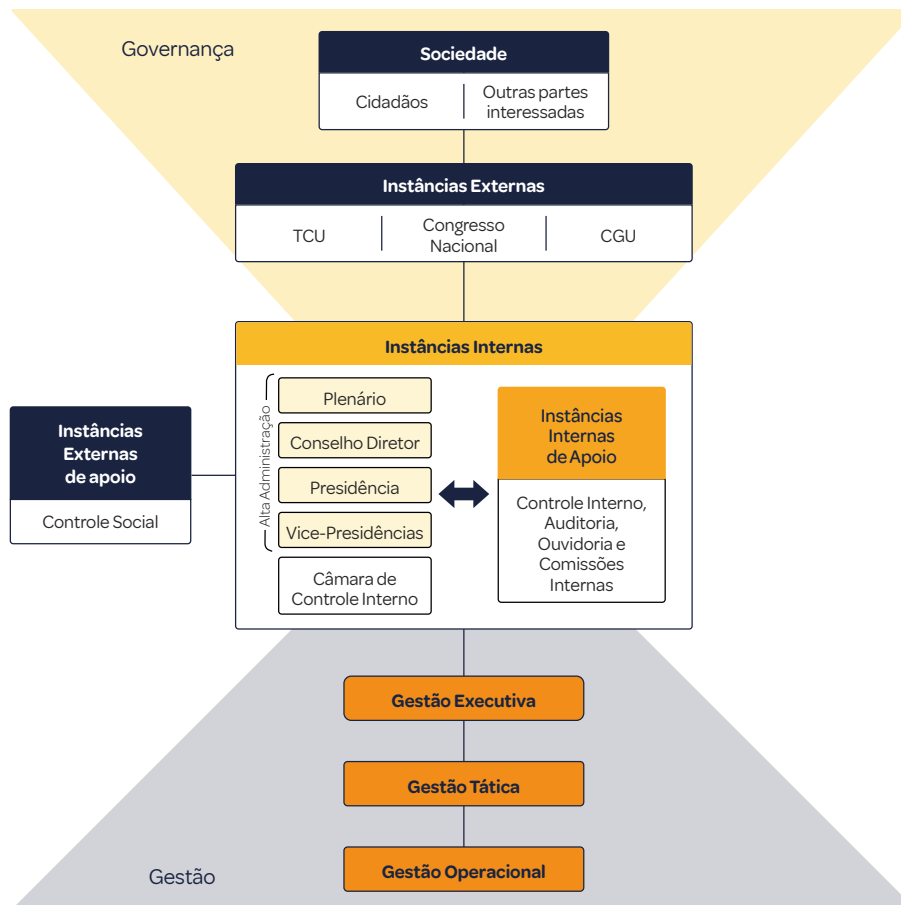 Governança
Sociedade
Cidadãos
Outras partes
interessadas
Instâncias Externas
TCU
Congresso
Nacional
CGU
Instâncias Internas
Alta Administração
Plenário
Conselho Diretor
Presidência
Vice-Presidências
Câmara de
Controle Interno
Instâncias
Internas
de Apoio
Controle Interno,
Auditoria,
Ouvidoria e
Comissões
Internas
Instâncias
Externas
de apoio
Controle Social
Gestão Executiva
Gestão Tática
Gestão Operacional
Gestão